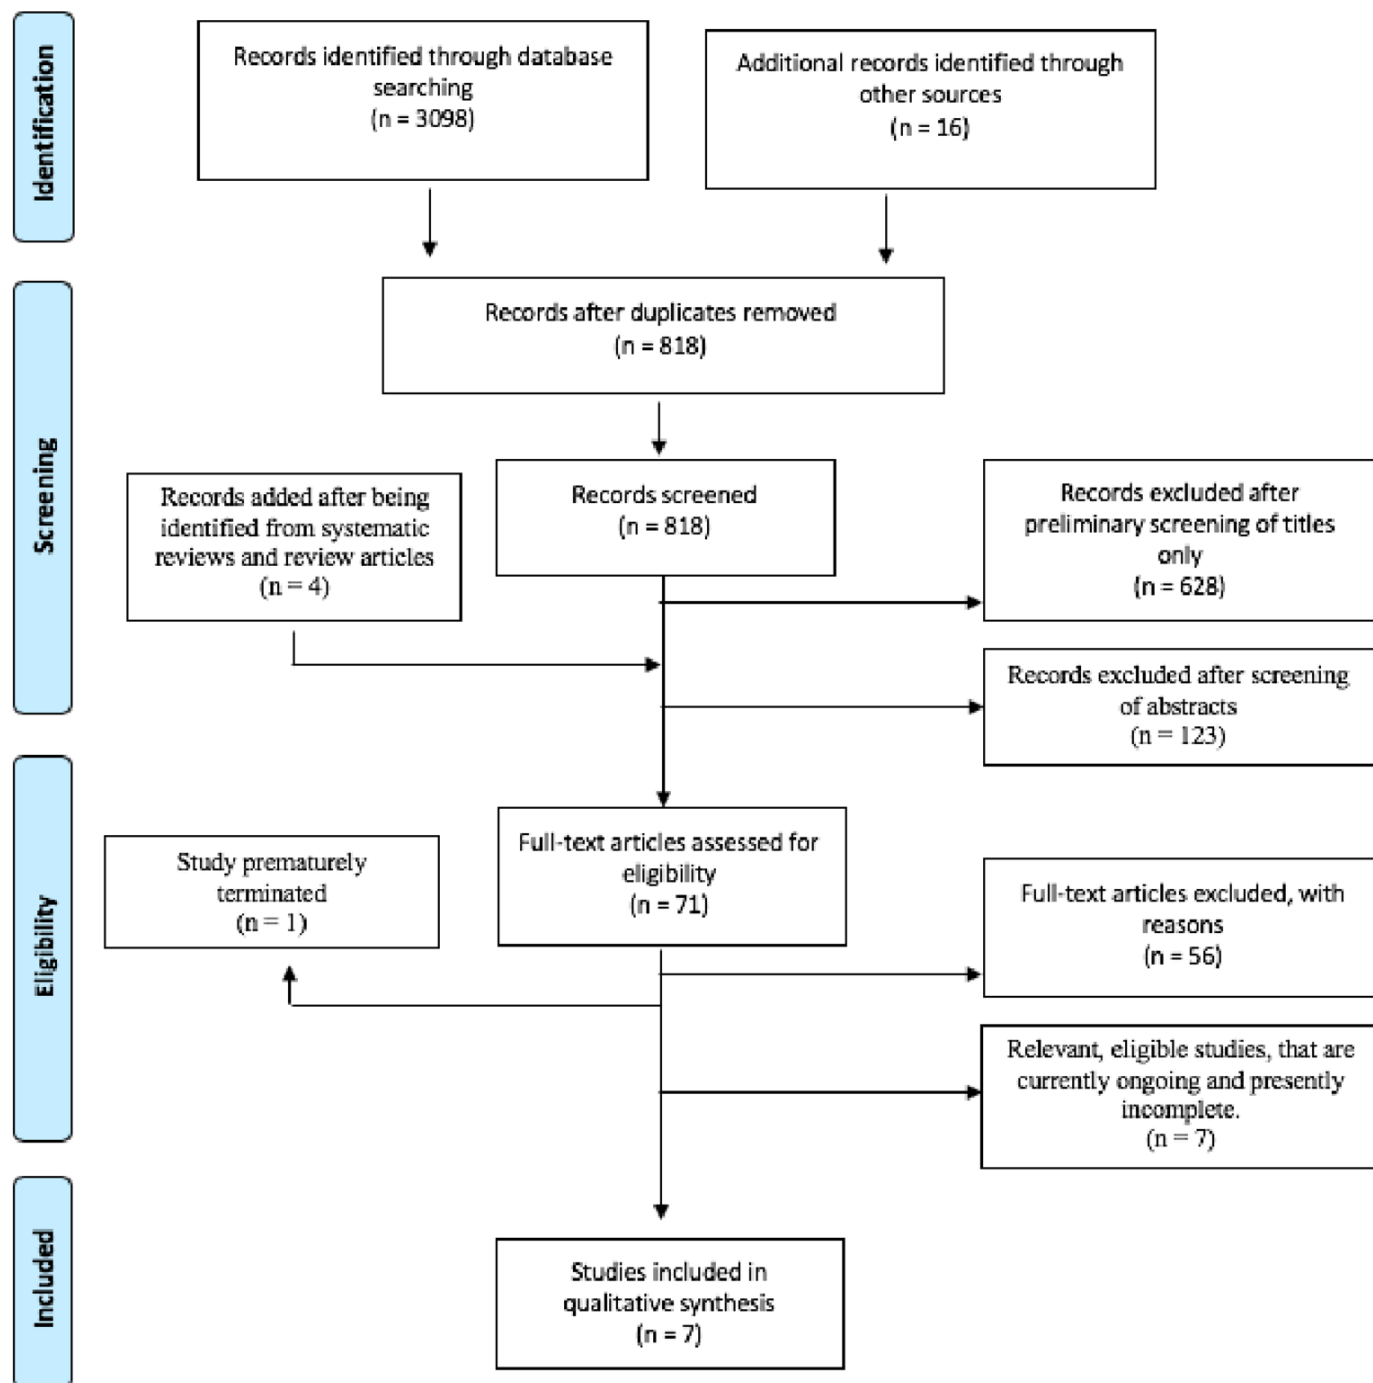 Identification
Records identified through database
searching
(n = 3098)
Additional records identified through
other sources
(n = 16)
Screening
Records after duplicates removed
(n = 818)
Records added after being
identified from systematic
reviews and review articles
(n = 4)
Records screened
(n = 818)
Records excluded after
preliminary screening of titles
only
(n = 628)
Records excluded after screening
of abstracts
(n = 123)
Eligibility
Study prematurely
terminated
(n = 1)
Full-text articles assessed for
eligibility
(n = 71)
Full-text articles excluded, with
reasons
(n = 56)
Relevant, eligible studies, that are
currently ongoing and presently
incomplete.
(n = 7)
Included
Studies included in
qualitative synthesis
(n = 7)